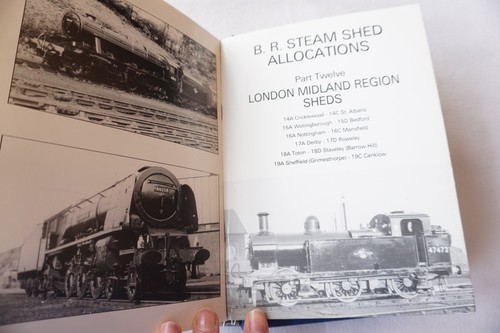 B. R. STEAM SHED
ALLOCATIONS
Part Twelve
LONDON MIDLAND REGION
SHEDS
14A Cricklewood · 14C St. Albans
15A Wellingborough · 15D Bedford
16A Nottingham · 16C Mansfield
17A Derby · 17D Rowsley
18A Toton · 18D Staveley (Barrow Hill)
19A Sheffield (Grimesthorpe) · 19C Canklow
47472